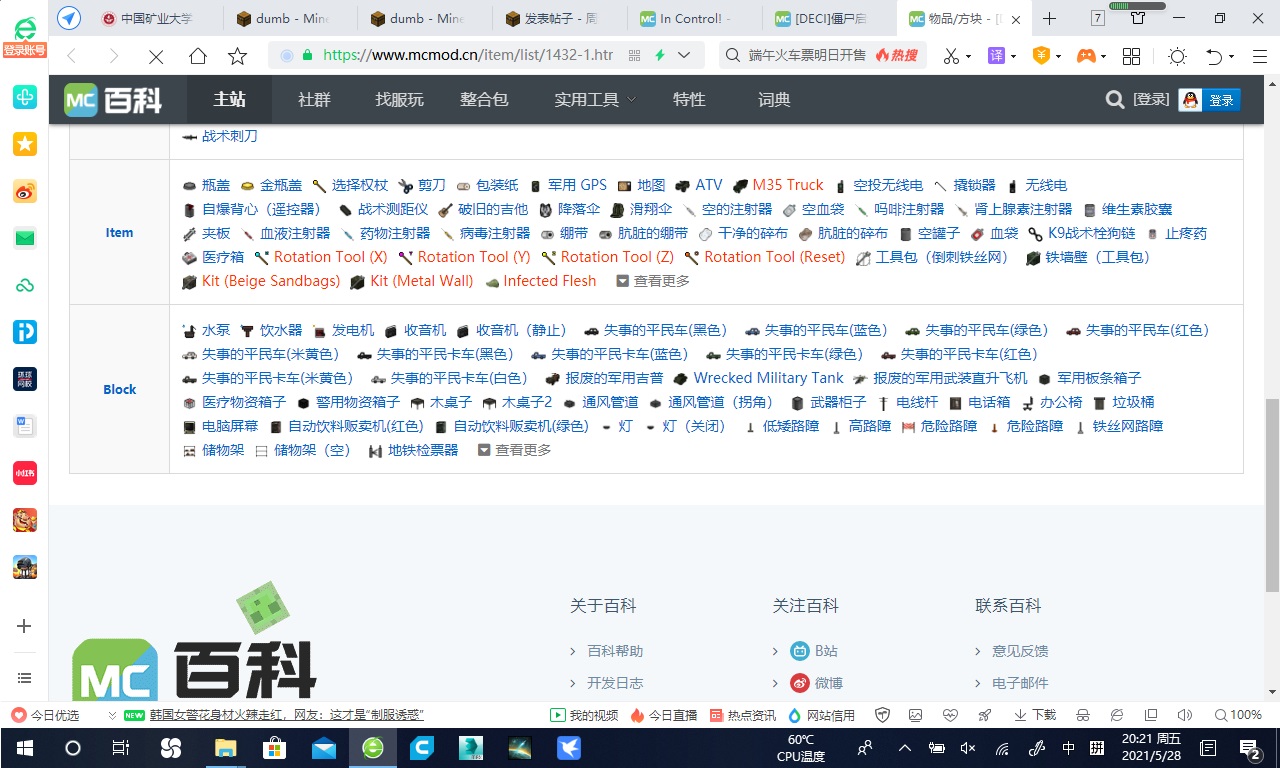 中国矿业大学
dumb - Mine
dumb - Mine
发表帖子 - 周
In Control! -
[DECI]僵尸启
物品/方块 - [
7
登录账号
https://www.mcmod.cn/item/list/1432-1.htr
端午火车票明日开售
热搜
译
MC百科
主站
社群
找服玩
整合包
实用工具
特性
词典
[登录]
登录
战术刺刀
Item
瓶盖 金瓶盖 选择权杖 剪刀 包装纸 军用 GPS 地图 ATV M35 Truck 空投无线电 撬锁器 无线电
自爆背心（遥控器） 战术测距仪 破旧的吉他 降落伞 滑翔伞 空的注射器 空血袋 吗啡注射器 肾上腺素注射器 维生素胶囊
夹板 血液注射器 药物注射器 病毒注射器 绷带 肮脏的绷带 干净的碎布 肮脏的碎布 空罐子 血袋 K9战术栓狗链 止疼药
医疗箱 Rotation Tool (X) Rotation Tool (Y) Rotation Tool (Z) Rotation Tool (Reset) 工具包（倒刺铁丝网） 铁墙壁（工具包）
Kit (Beige Sandbags) Kit (Metal Wall) Infected Flesh 查看更多
Block
水泵 饮水器 发电机 收音机 收音机（静止） 失事的平民车(黑色) 失事的平民车(蓝色) 失事的平民车(绿色) 失事的平民车(红色)
失事的平民车(米黄色) 失事的平民卡车(黑色) 失事的平民卡车(蓝色) 失事的平民卡车(绿色) 失事的平民卡车(红色)
失事的平民卡车(米黄色) 失事的平民卡车(白色) 报废的军用吉普 Wrecked Military Tank 报废的军用武装直升飞机 军用板条箱子
医疗物资箱子 警用物资箱子 木桌子 木桌子2 通风管道 通风管道（拐角） 武器柜子 电线杆 电话箱 办公椅 垃圾桶
电脑屏幕 自动饮料贩卖机(红色) 自动饮料贩卖机(绿色) 灯 灯（关闭） 低矮路障 高路障 危险路障 危险路障 铁丝网路障
储物架 储物架（空） 地铁检票器 查看更多
MC百科
关于百科
关注百科
联系百科
百科帮助
B站
意见反馈
开发日志
微博
电子邮件
小红书
今日优选
NEW 韩国女警花身材火辣走红，网友：这才是“制服诱惑”
我的视频
今日直播
热点资讯
网站信用
下载
100%
60℃
CPU温度
中
拼
20:21 周五
2021/5/28
2